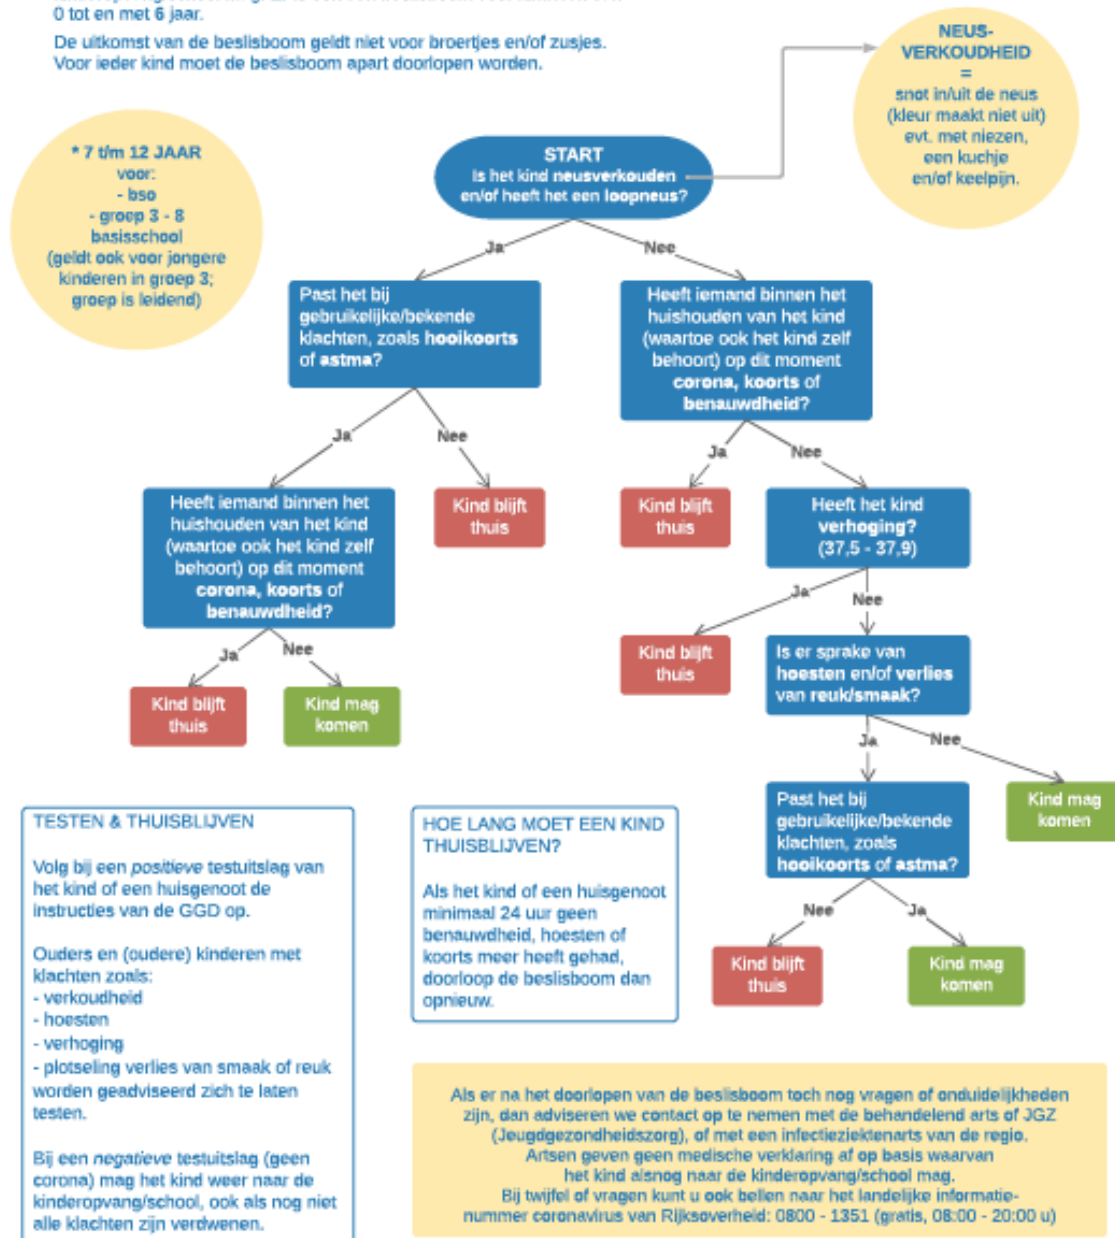 0 tot en met 6 jaar.
De uitkomst van de beslisboom geldt niet voor broertjes en/of zusjes.
Voor ieder kind moet de beslisboom apart doorlopen worden.
NEUS-
VERKOUDHEID
=
snot in/uit de neus
(kleur maakt niet uit)
evt. met niezen,
een kuchje
en/of keelpijn.
* 7 t/m 12 JAAR
voor:
- bso
- groep 3 - 8
basisschool
(geldt ook voor jongere
kinderen in groep 3;
groep is leidend)
START
Is het kind neusverkouden
en/of heeft het een loopneus?
Ja
Nee
Past het bij
gebruikelijke/bekende
klachten, zoals hooikoorts
of astma?
Heeft iemand binnen het
huishouden van het kind
(waartoe ook het kind zelf
behoort) op dit moment
corona, koorts of
benauwdheid?
Ja
Nee
Ja
Nee
Heeft iemand binnen het
huishouden van het kind
(waartoe ook het kind zelf
behoort) op dit moment
corona, koorts of
benauwdheid?
Kind blijft
thuis
Kind blijft
thuis
Heeft het kind
verhoging?
(37,5 - 37,9)
Ja
Nee
Ja
Nee
Kind blijft
thuis
Kind mag
komen
Kind blijft
thuis
Is er sprake van
hoesten en/of verlies
van reuk/smaak?
Ja
Nee
Past het bij
gebruikelijke/bekende
klachten, zoals
hooikoorts of astma?
Kind mag
komen
Nee
Ja
Kind blijft
thuis
Kind mag
komen
TESTEN & THUISBLIJVEN
Volg bij een positieve testuitslag van
het kind of een huisgenoot de
instructies van de GGD op.
Ouders en (oudere) kinderen met
klachten zoals:
- verkoudheid
- hoesten
- verhoging
- plotseling verlies van smaak of reuk
worden geadviseerd zich te laten
testen.
Bij een negatieve testuitslag (geen
corona) mag het kind weer naar de
kinderopvang/school, ook als nog niet
alle klachten zijn verdwenen.
HOE LANG MOET EEN KIND
THUISBLIJVEN?
Als het kind of een huisgenoot
minimaal 24 uur geen
benauwdheid, hoesten of
koorts meer heeft gehad,
doorloop de beslisboom dan
opnieuw.
Als er na het doorlopen van de beslisboom toch nog vragen of onduidelijkheden
zijn, dan adviseren we contact op te nemen met de behandelend arts of JGZ
(Jeugdgezondheidszorg), of met een infectieziektenarts van de regio.
Artsen geven geen medische verklaring af op basis waarvan
het kind alsnog naar de kinderopvang/school mag.
Bij twijfel of vragen kunt u ook bellen naar het landelijke informatie-
nummer coronavirus van Rijksoverheid: 0800 - 1351 (gratis, 08:00 - 20:00 u)